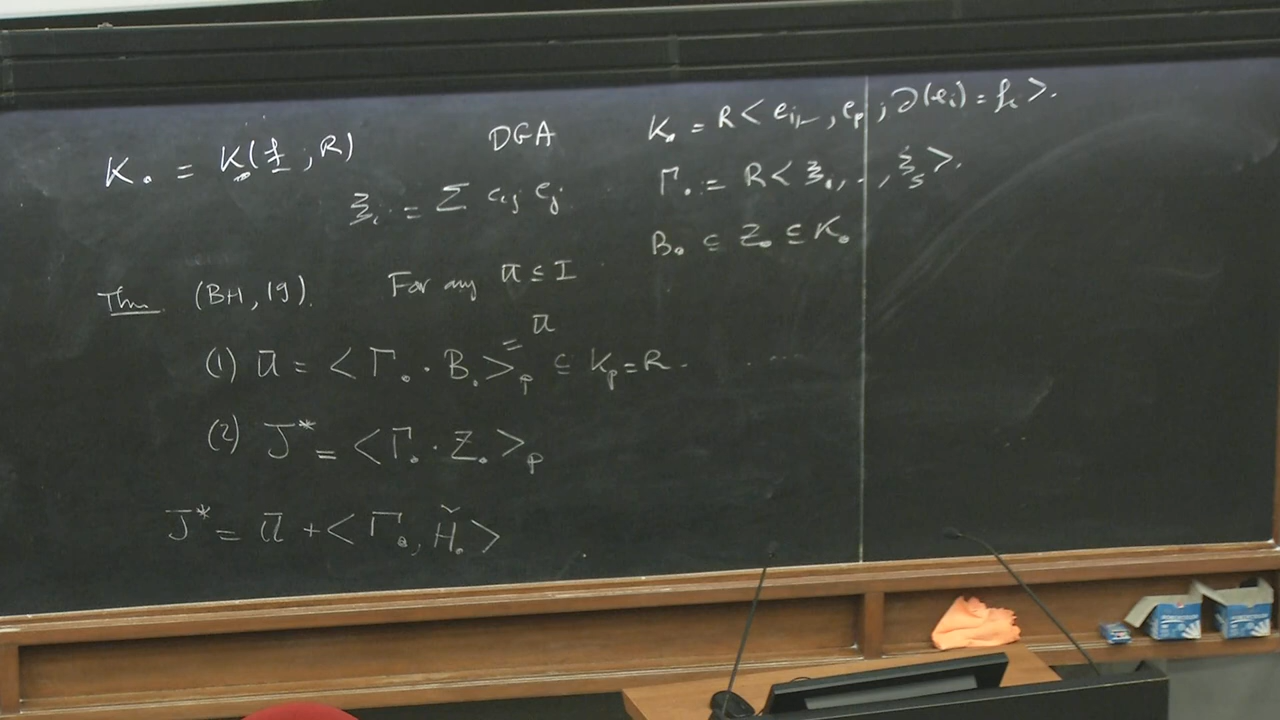 K. = K.(f ; R)
DGA
K. = R< e₁,–, eₚ ; ∂(eᵢ) = fᵢ >.
ξᵢ = Σ cᵢⱼ eⱼ
Γ. := R< ξ₁, .. , ξₛ >.
B. ⊆ Z. ⊆ K.
Thm (BH, 19). For any 𝔞 ⊆ I
(1) 𝔞 = < Γ. · B. >ₚ = 𝔞 ⊆ Kₚ = R.
(2) J* = < Γ. · Z. >ₚ
J* = 𝔞 + < Γ., Ȟ. >